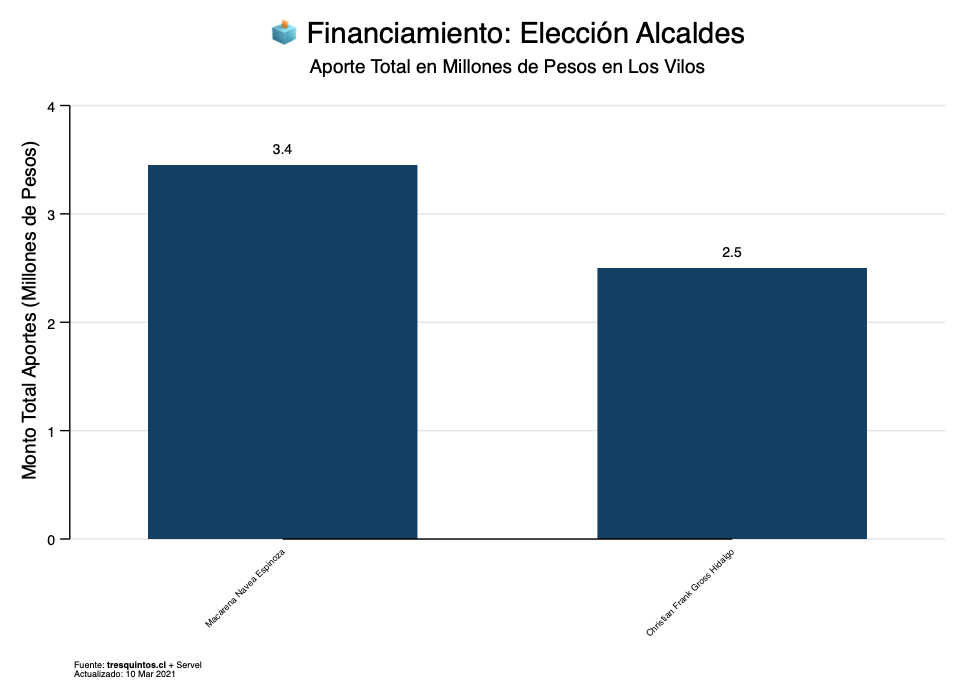 Financiamiento: Elección Alcaldes
Aporte Total en Millones de Pesos en Los Vilos
Monto Total Aportes (Millones de Pesos)
4
3
2
1
0
3.4
2.5
Macarena Navea Espinoza
Christian Frank Gross Hidalgo
Fuente: tresquintos.cl + Servel
Actualizado: 10 Mar 2021